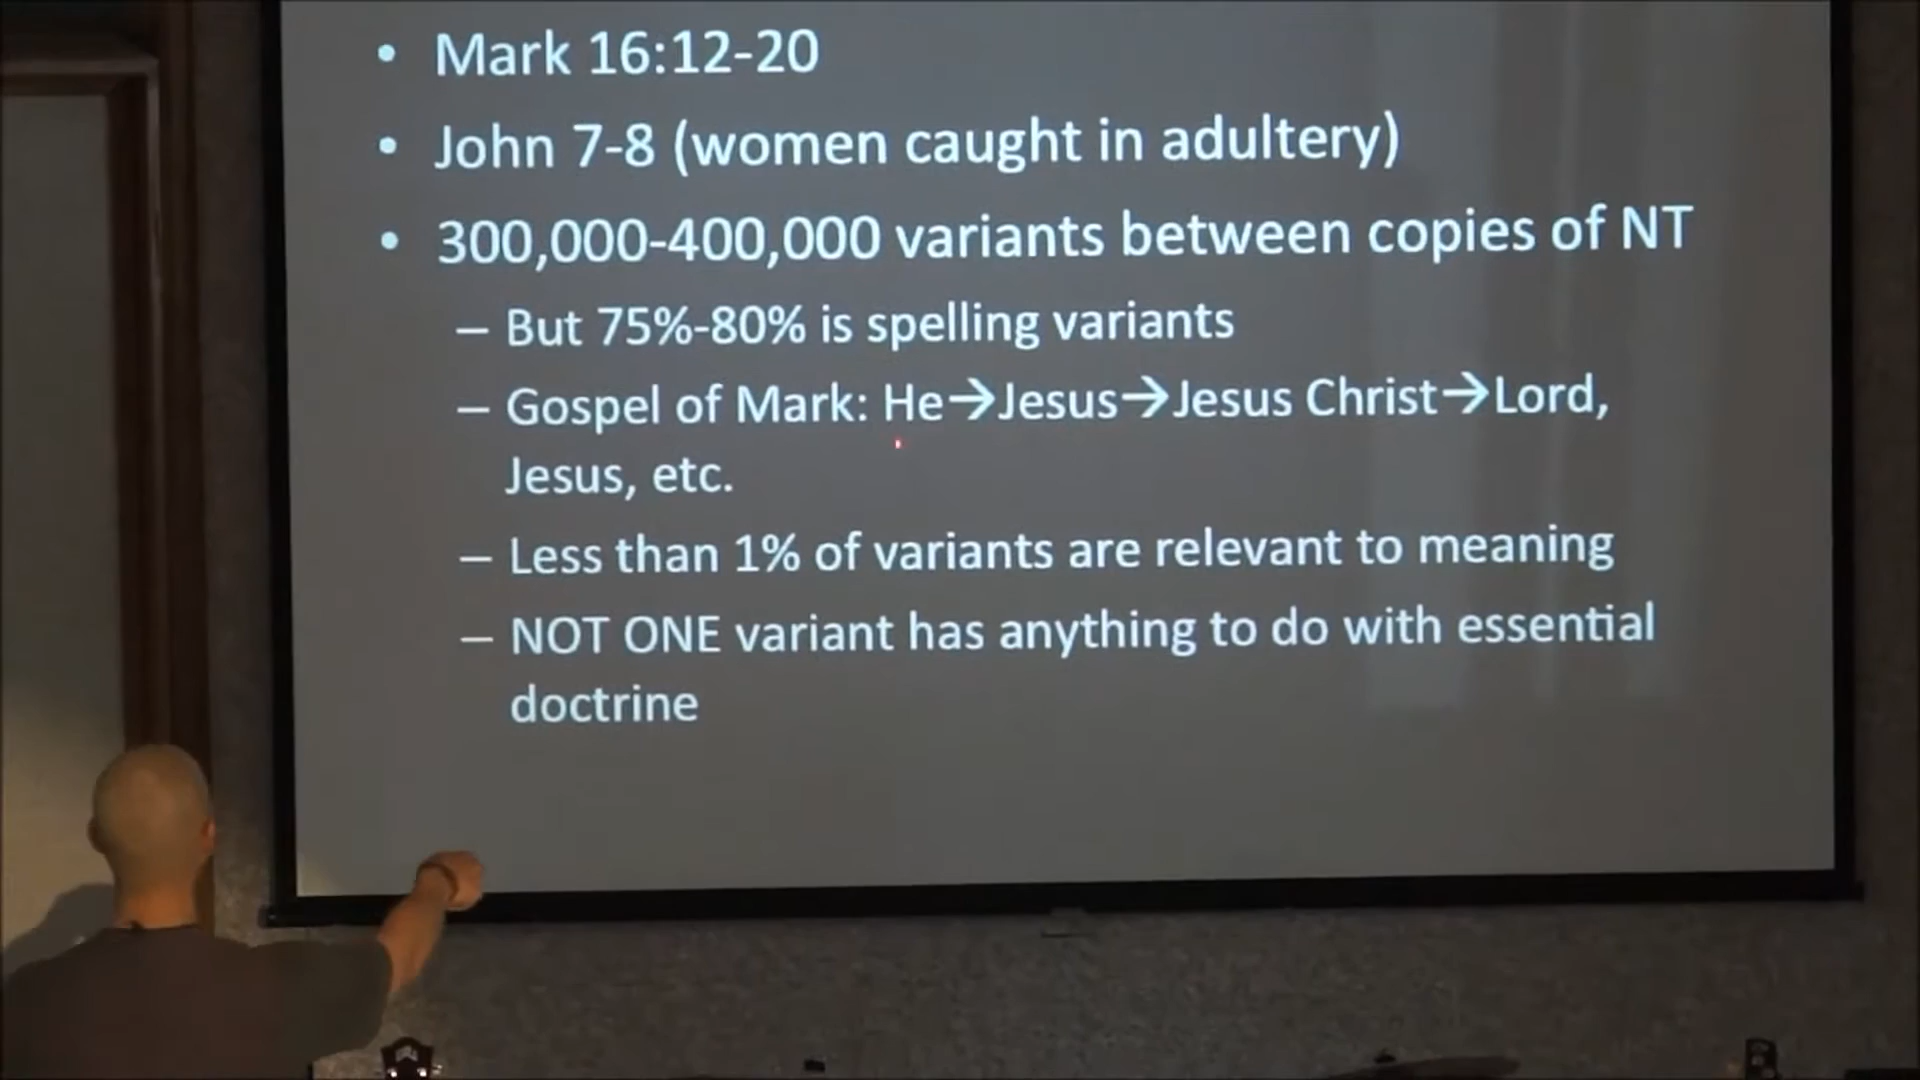 • Mark 16:12-20
• John 7-8 (women caught in adultery)
• 300,000-400,000 variants between copies of NT
– But 75%-80% is spelling variants
– Gospel of Mark: He→Jesus→Jesus Christ→Lord,
Jesus, etc.
– Less than 1% of variants are relevant to meaning
– NOT ONE variant has anything to do with essential
doctrine